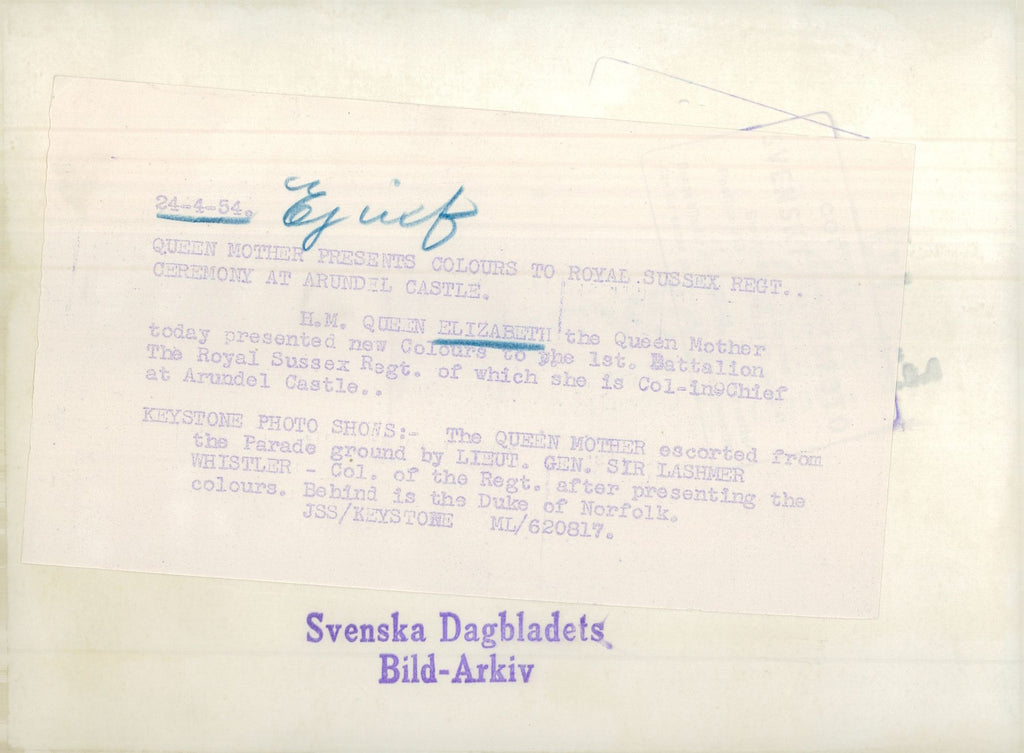 24-4-54.
QUEEN MOTHER PRESENTS COLOURS TO ROYAL SUSSEX REGT..
CEREMONY AT ARUNDEL CASTLE.
H.M. QUEEN ELIZABETH the Queen Mother
today presented new Colours to the 1st. Battalion
The Royal Sussex Regt. of which she is Col-in9Chief
at Arundel Castle..
KEYSTONE PHOTO SHOWS:- The QUEEN MOTHER escorted from
the Parade ground by LIEUT. GEN. SIR LASHMER
WHISTLER - Col. of the Regt. after presenting the
colours. Behind is the Duke of Norfolk.
JSS/KEYSTONE ML/620817.
Svenska Dagbladets
Bild-Arkiv